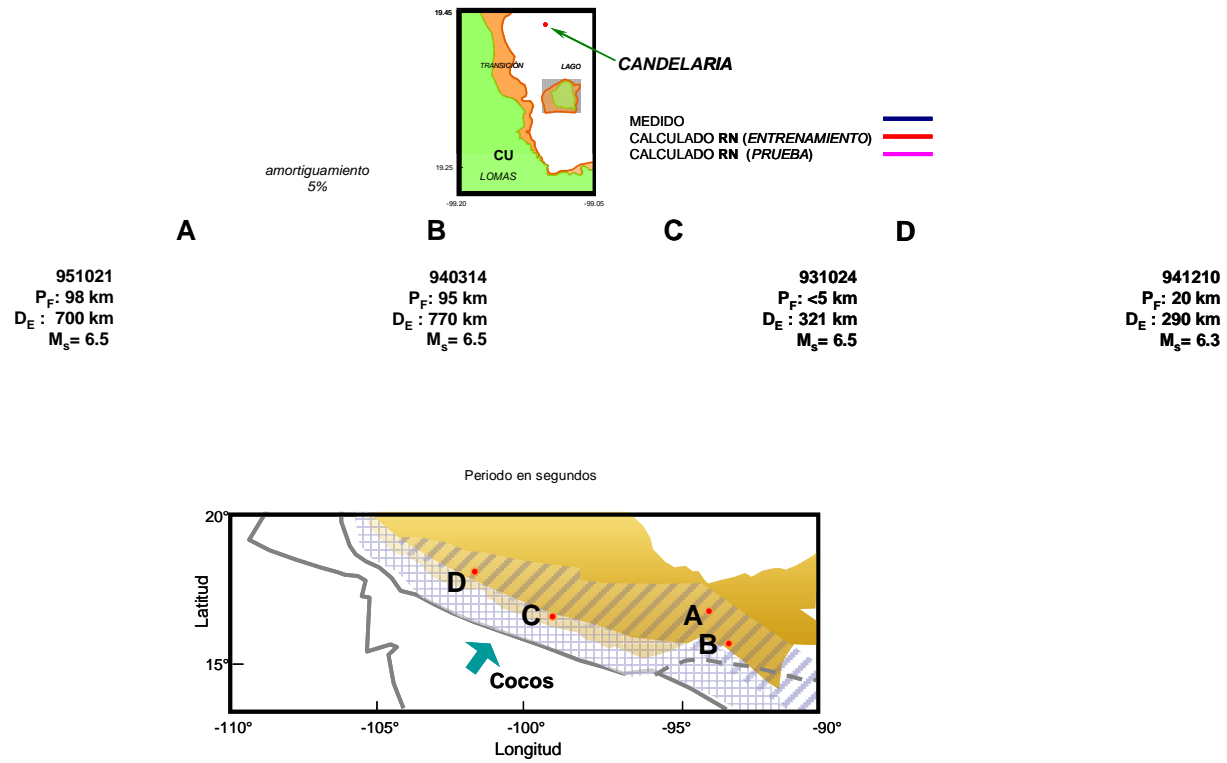 19.45
TRANSICIÓN
LAGO
CANDELARIA
MEDIDO
CALCULADO RN (ENTRENAMIENTO)
CALCULADO RN (PRUEBA)
CU
LOMAS
19.25
-99.20
-99.05
amortiguamiento
5%
A
B
C
D
951021
PF: 98 km
DE : 700 km
Ms= 6.5
940314
PF: 95 km
DE : 770 km
Ms= 6.5
931024
PF: <5 km
DE : 321 km
Ms= 6.5
941210
PF: 20 km
DE : 290 km
Ms= 6.3
Periodo en segundos
20°
Latitud
15°
D
C
A
B
Cocos
-110°
-105°
-100°
-95°
-90°
Longitud